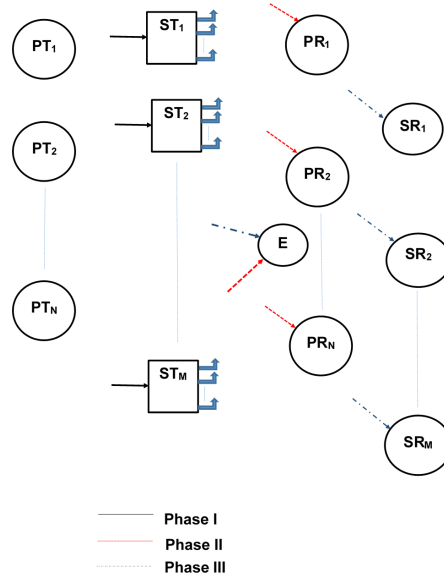 PT1
ST1
PR1
SR1
PT2
ST2
PR2
E
SR2
PTN
PRN
STM
SRM
Phase I
Phase II
Phase III